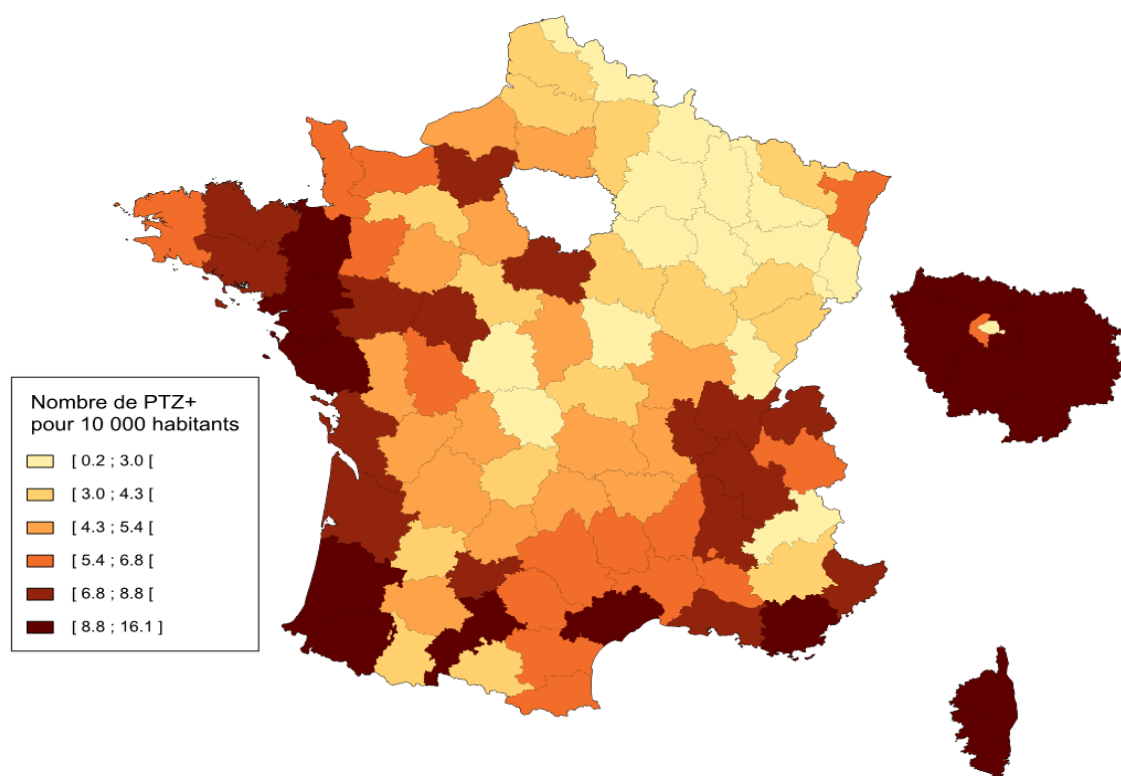 Nombre de PTZ+
pour 10 000 habitants
[ 0.2 ; 3.0 [
[ 3.0 ; 4.3 [
[ 4.3 ; 5.4 [
[ 5.4 ; 6.8 [
[ 6.8 ; 8.8 [
[ 8.8 ; 16.1 ]